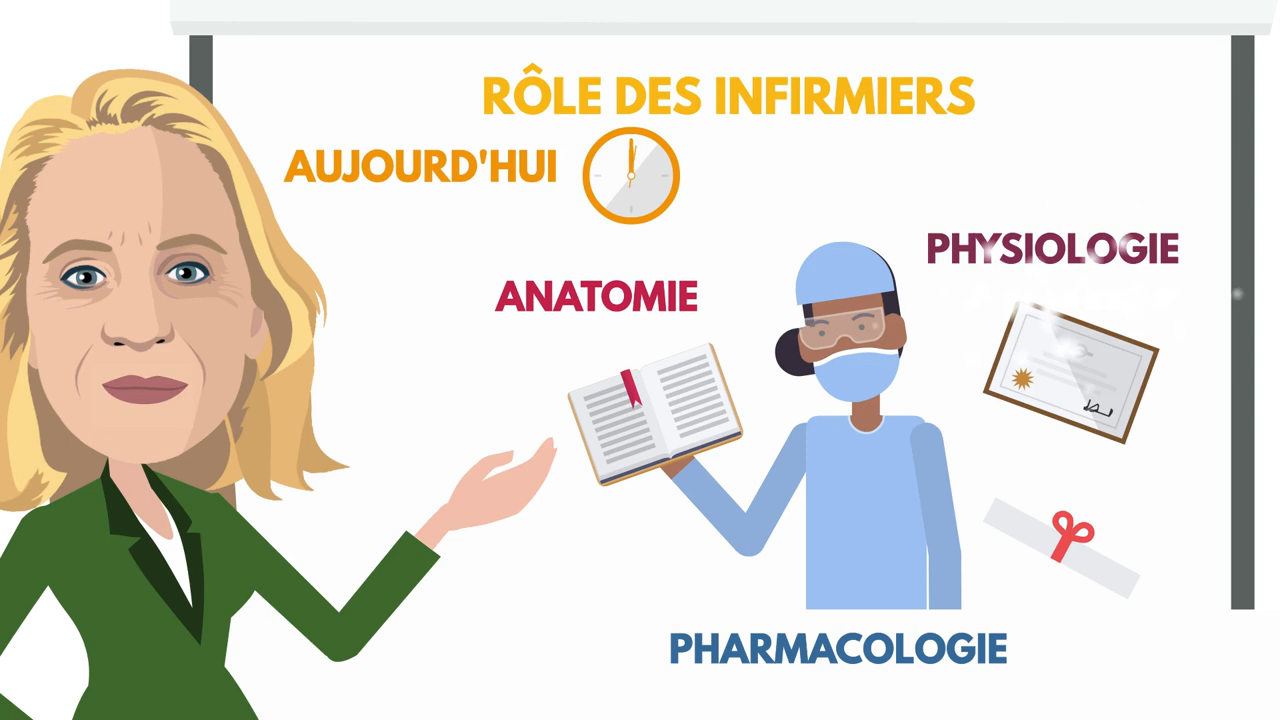 RÔLE DES INFIRMIERS
AUJOURD'HUI
PHYSIOLOGIE
ANATOMIE
PHARMACOLOGIE